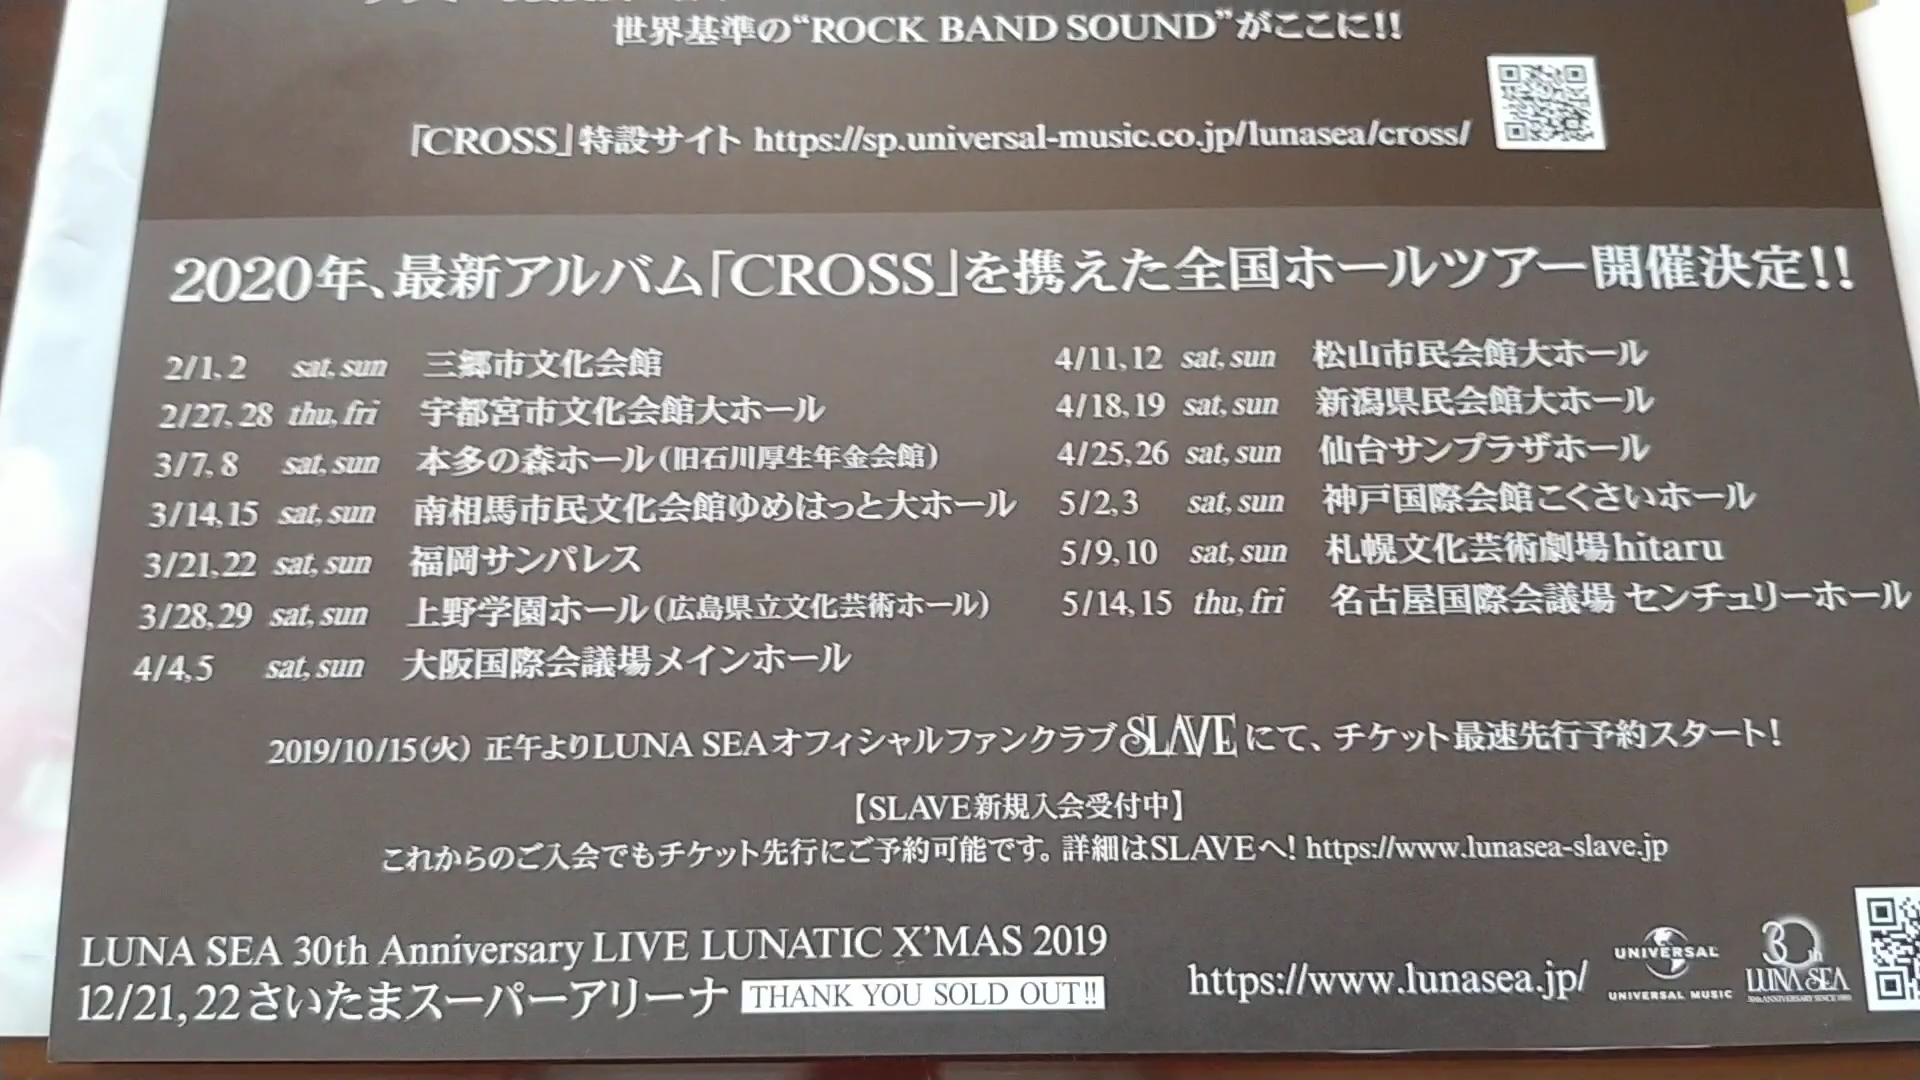 世界基準の“ROCK BAND SOUND”がここに!!
「CROSS」特設サイト https://sp.universal-music.co.jp/lunasea/cross/
2020年、最新アルバム「CROSS」を携えた全国ホールツアー開催決定!!
2/1, 2 sat, sun 三郷市文化会館
2/27, 28 thu, fri 宇都宮市文化会館大ホール
3/7, 8 sat, sun 本多の森ホール(旧石川厚生年金会館)
3/14, 15 sat, sun 南相馬市民文化会館ゆめはっと大ホール
3/21, 22 sat, sun 福岡サンパレス
3/28, 29 sat, sun 上野学園ホール(広島県立文化芸術ホール)
4/4, 5 sat, sun 大阪国際会議場メインホール
4/11, 12 sat, sun 松山市民会館大ホール
4/18, 19 sat, sun 新潟県民会館大ホール
4/25, 26 sat, sun 仙台サンプラザホール
5/2, 3 sat, sun 神戸国際会館こくさいホール
5/9, 10 sat, sun 札幌文化芸術劇場hitaru
5/14, 15 thu, fri 名古屋国際会議場 センチュリーホール
2019/10/15(火) 正午よりLUNA SEAオフィシャルファンクラブSLAVEにて、チケット最速先行予約スタート!
【SLAVE新規入会受付中】
これからのご入会でもチケット先行にご予約可能です。詳細はSLAVEへ! https://www.lunasea-slave.jp
LUNA SEA 30th Anniversary LIVE LUNATIC X'MAS 2019
12/21, 22さいたまスーパーアリーナ THANK YOU SOLD OUT!!
https://www.lunasea.jp/
UNIVERSAL
UNIVERSAL MUSIC
30th
LUNA SEA